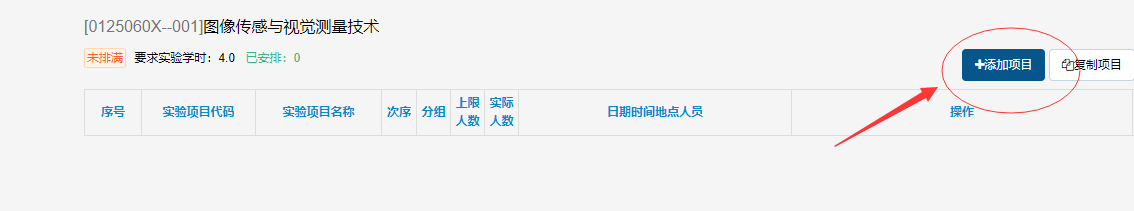 [0125060X--001]图像传感与视觉测量技术
未排满 要求实验学时：4.0 已安排：0
添加项目 复制项目
序号 实验项目代码 实验项目名称 次序 分组 上限人数 实际人数 日期时间地点人员 操作